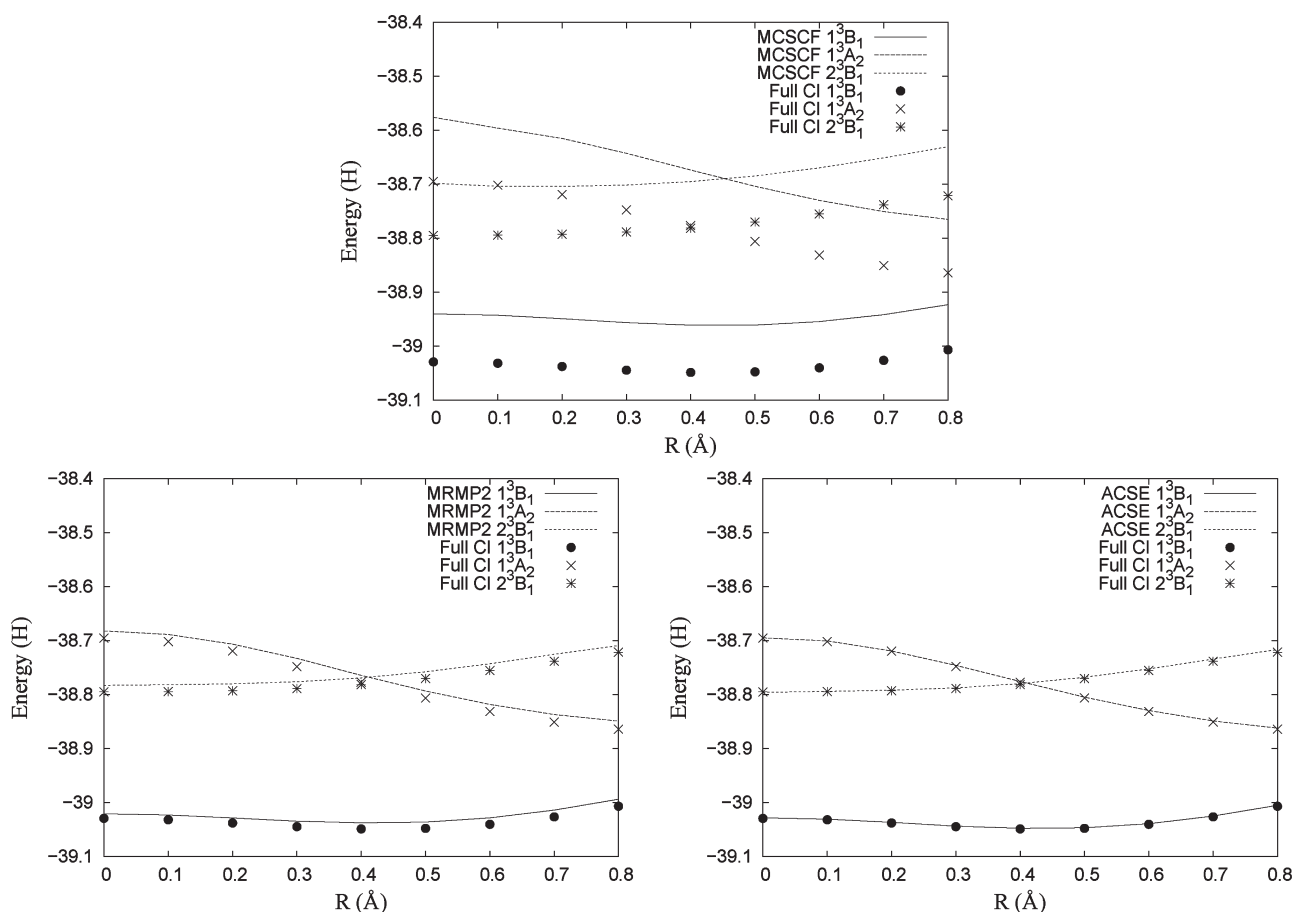 MCSCF 1³B₁
MCSCF 1³A₂
MCSCF 2³B₁
Full CI 1³B₁
Full CI 1³A₂
Full CI 2³B₁
−38.4
−38.5
−38.6
−38.7
−38.8
−38.9
−39
−39.1
Energy (H)
0 0.1 0.2 0.3 0.4 0.5 0.6 0.7 0.8
R (Å)
MRMP2 1³B₁
MRMP2 1³A₂
MRMP2 2³B₁
Full CI 1³B₁
Full CI 1³A₂
Full CI 2³B₁
−38.4
−38.5
−38.6
−38.7
−38.8
−38.9
−39
−39.1
Energy (H)
0 0.1 0.2 0.3 0.4 0.5 0.6 0.7 0.8
R (Å)
ACSE 1³B₁
ACSE 1³A₂
ACSE 2³B₁
Full CI 1³B₁
Full CI 1³A₂
Full CI 2³B₁
−38.4
−38.5
−38.6
−38.7
−38.8
−38.9
−39
−39.1
Energy (H)
0 0.1 0.2 0.3 0.4 0.5 0.6 0.7 0.8
R (Å)